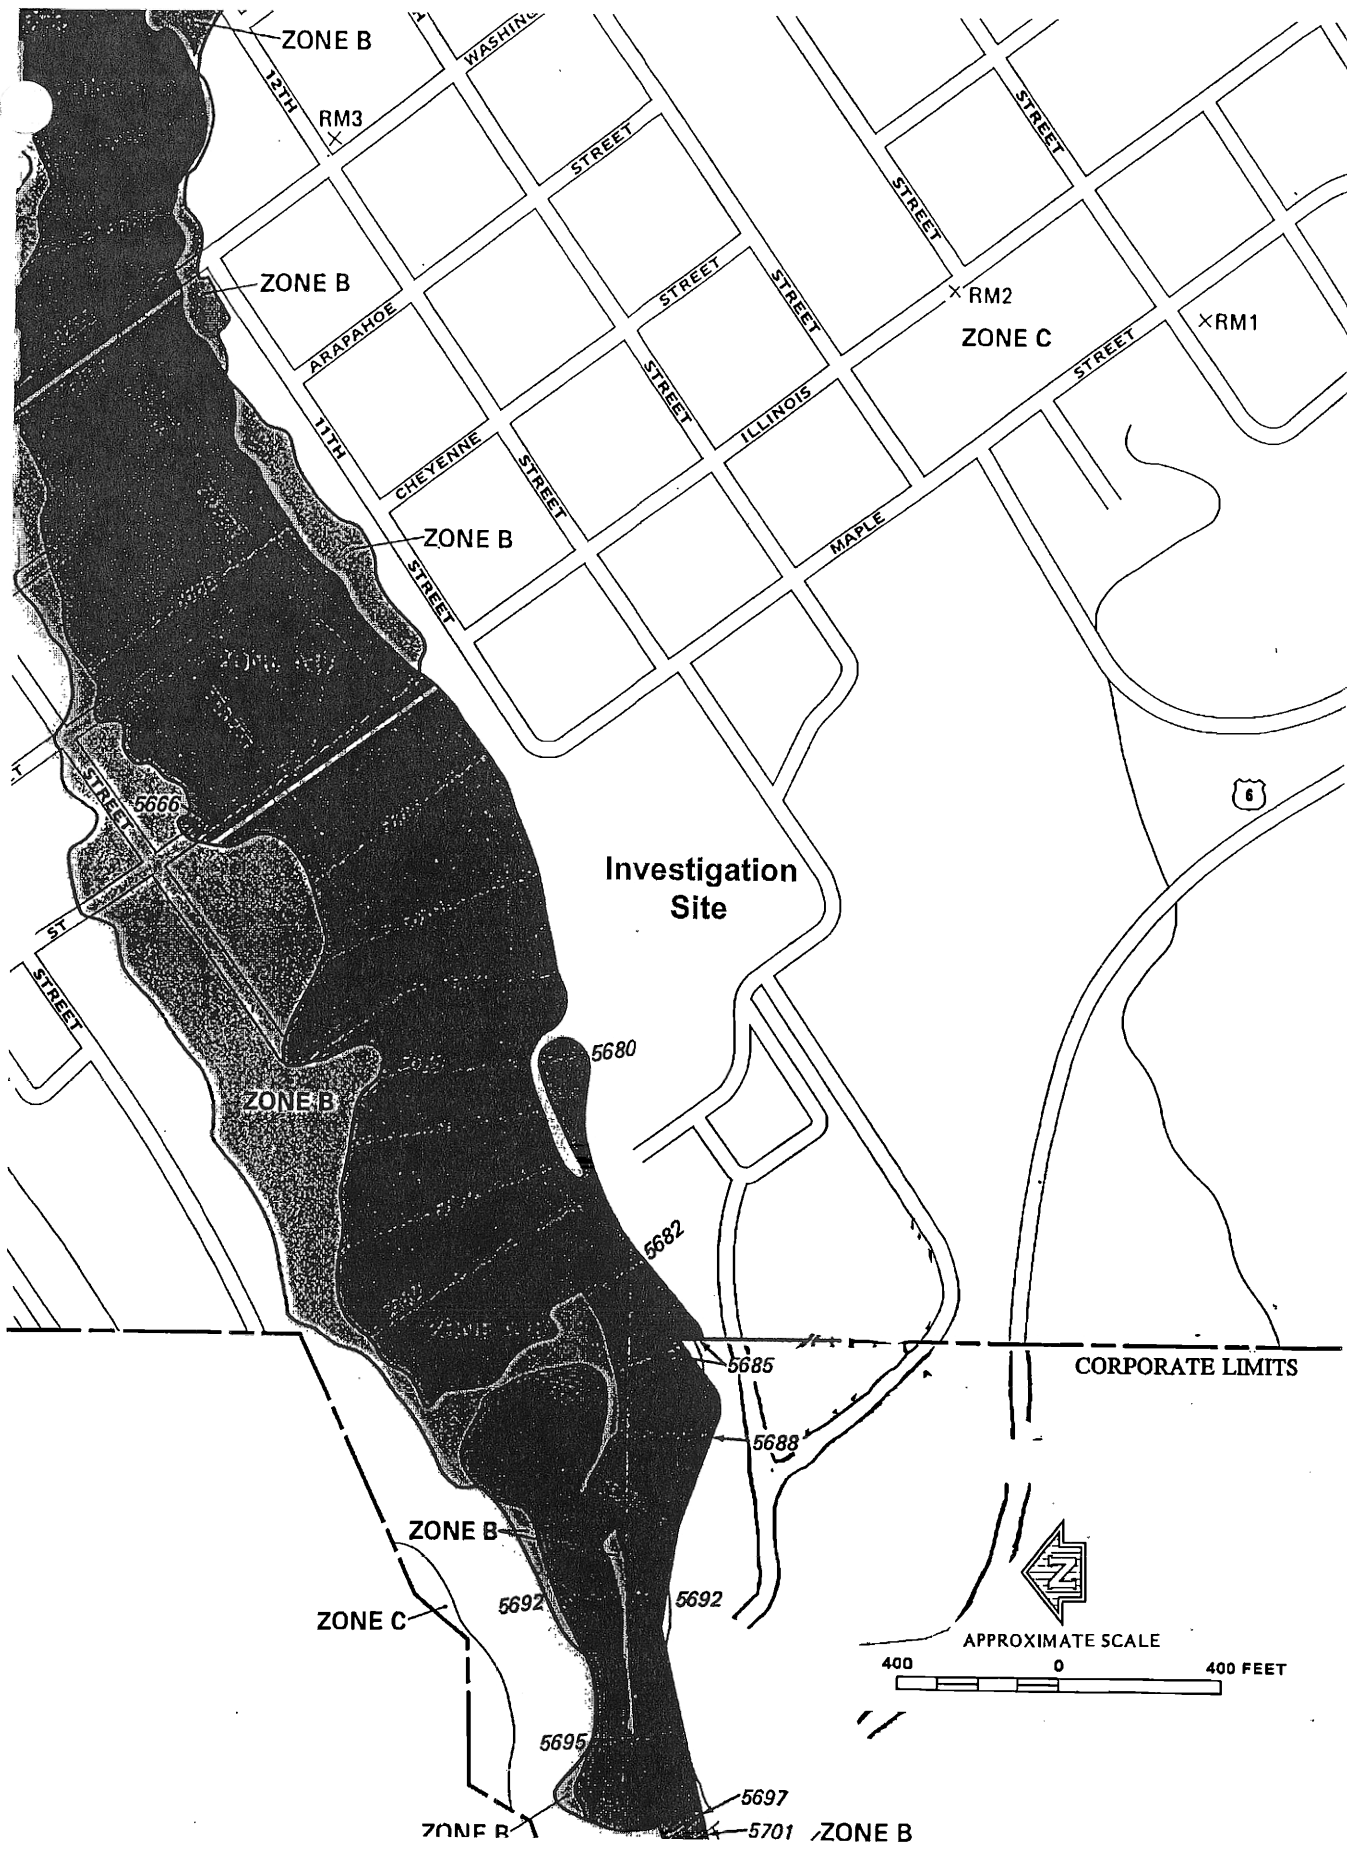 ZONE B
WASHING
12TH
RM3
STREET
STREET
STREET
ZONE B
STREET
STREET
RM2
RM1
ZONE C
ARAPAHOE
STREET
STREET
ILLINOIS
11TH
CHEYENNE
STREET
MAPLE
ZONE B
STREET
STREET
5666
6
Investigation
Site
ST
STREET
5680
ZONE B
5682
5685
CORPORATE LIMITS
5688
ZONE B
N
5692
5692
ZONE C
APPROXIMATE SCALE
400 0 400 FEET
5695
5697
ZONE B
5701 ZONE B